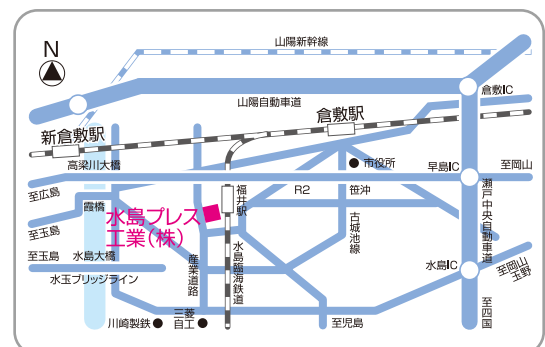 N
山陽新幹線
倉敷IC
山陽自動車道
倉敷駅
新倉敷駅
高梁川大橋
市役所
早島IC
至岡山
至広島
福井駅
R2
笹沖
霞橋
水島プレス
工業(株)
古城池線
瀬戸中央自動車道
至玉島
至玉島
水島大橋
産業道路
水島臨海鉄道
水島IC
至岡山
玉野
水玉ブリッジライン
川崎製鉄
三菱
自工
至児島
至四国